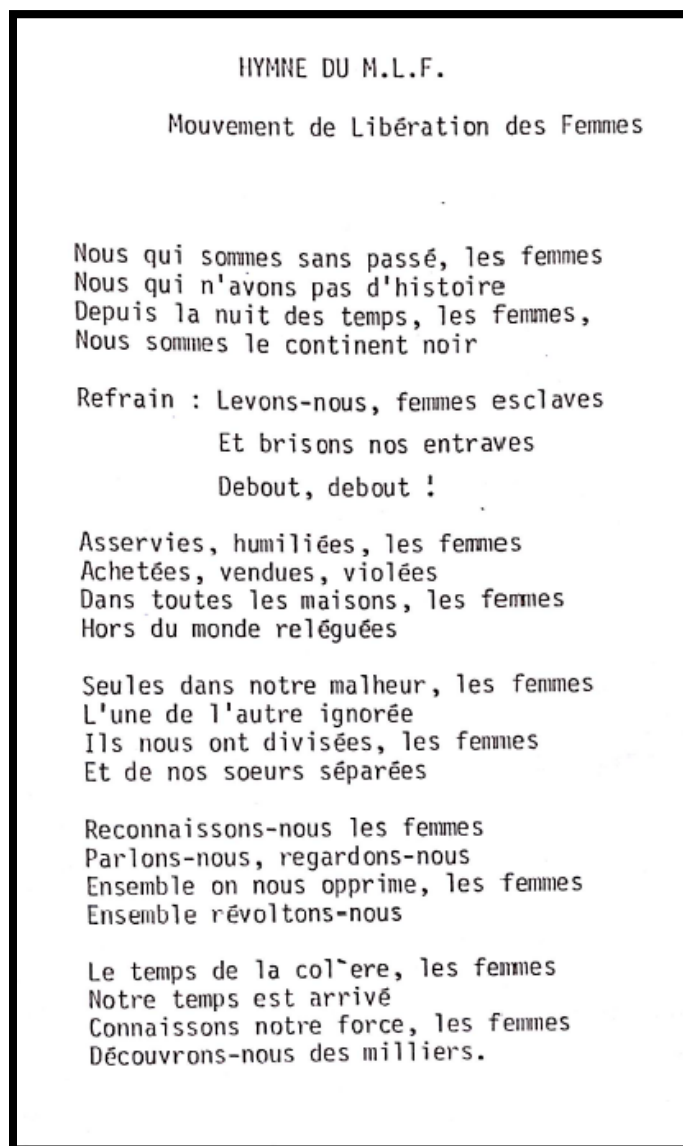 HYMNE DU M.L.F.
Mouvement de Libération des Femmes
Nous qui sommes sans passé, les femmes
Nous qui n'avons pas d'histoire
Depuis la nuit des temps, les femmes,
Nous sommes le continent noir
Refrain : Levons-nous, femmes esclaves
Et brisons nos entraves
Debout, debout !
Asservies, humiliées, les femmes
Achetées, vendues, violées
Dans toutes les maisons, les femmes
Hors du monde reléguées
Seules dans notre malheur, les femmes
L'une de l'autre ignorée
Ils nous ont divisées, les femmes
Et de nos soeurs séparées
Reconnaissons-nous les femmes
Parlons-nous, regardons-nous
Ensemble on nous opprime, les femmes
Ensemble révoltons-nous
Le temps de la col`ere, les femmes
Notre temps est arrivé
Connaissons notre force, les femmes
Découvrons-nous des milliers.